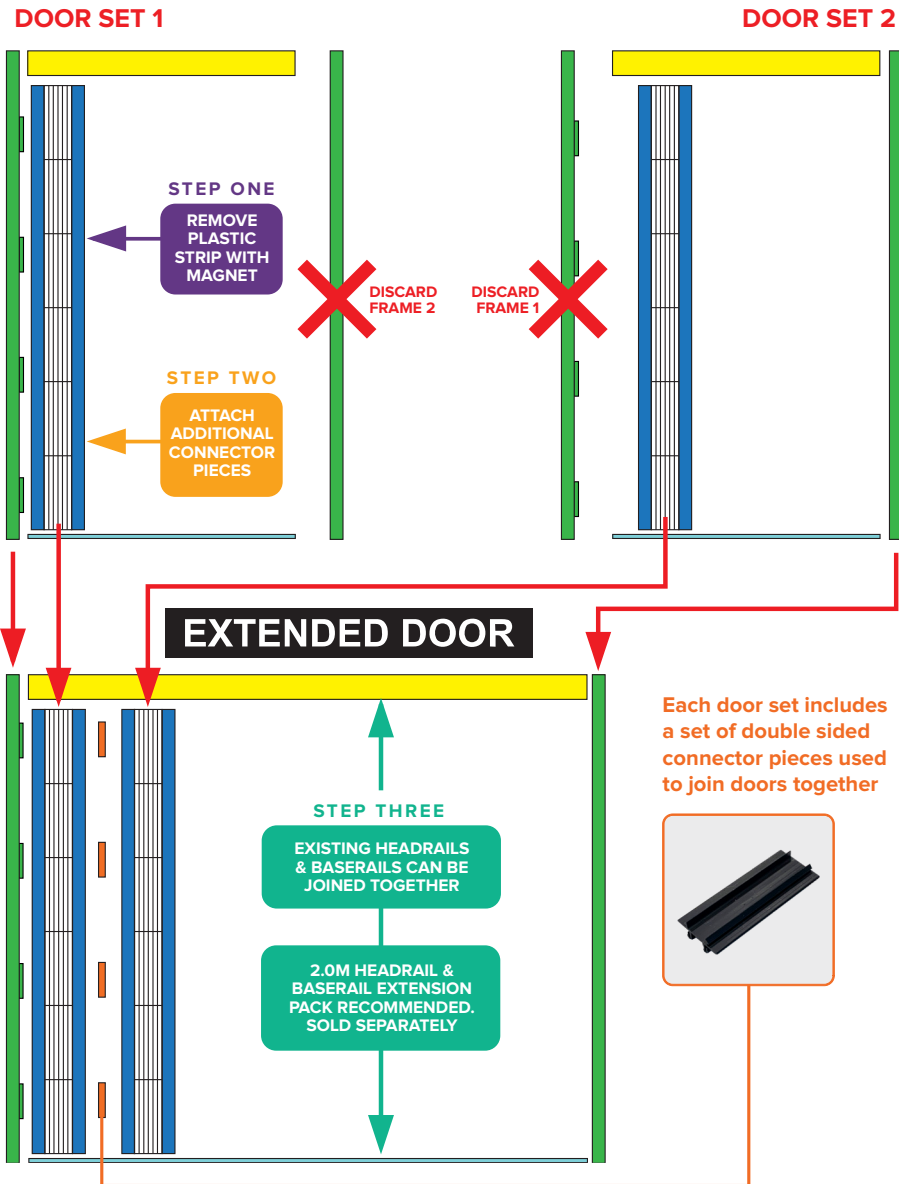 DOOR SET 1
DOOR SET 2
STEP ONE
REMOVE
PLASTIC
STRIP WITH
MAGNET
DISCARD
FRAME 2
DISCARD
FRAME 1
STEP TWO
ATTACH
ADDITIONAL
CONNECTOR
PIECES
EXTENDED DOOR
STEP THREE
EXISTING HEADRAILS
& BASERAILS CAN BE
JOINED TOGETHER
2.0M HEADRAIL &
BASERAIL EXTENSION
PACK RECOMMENDED.
SOLD SEPARATELY
Each door set includes
a set of double sided
connector pieces used
to join doors together